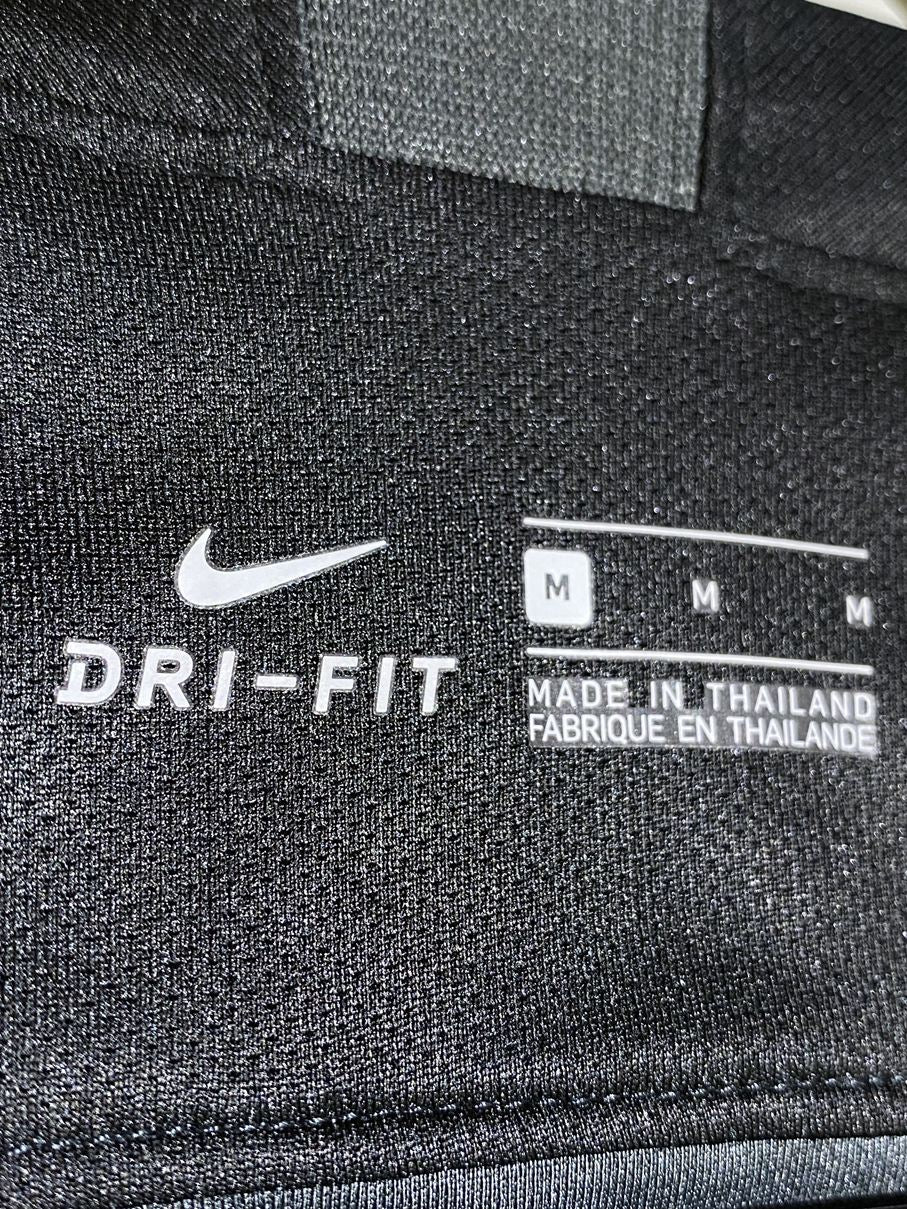 DRI-FIT
M M M
MADE IN THAILAND
FABRIQUE EN THAILANDE